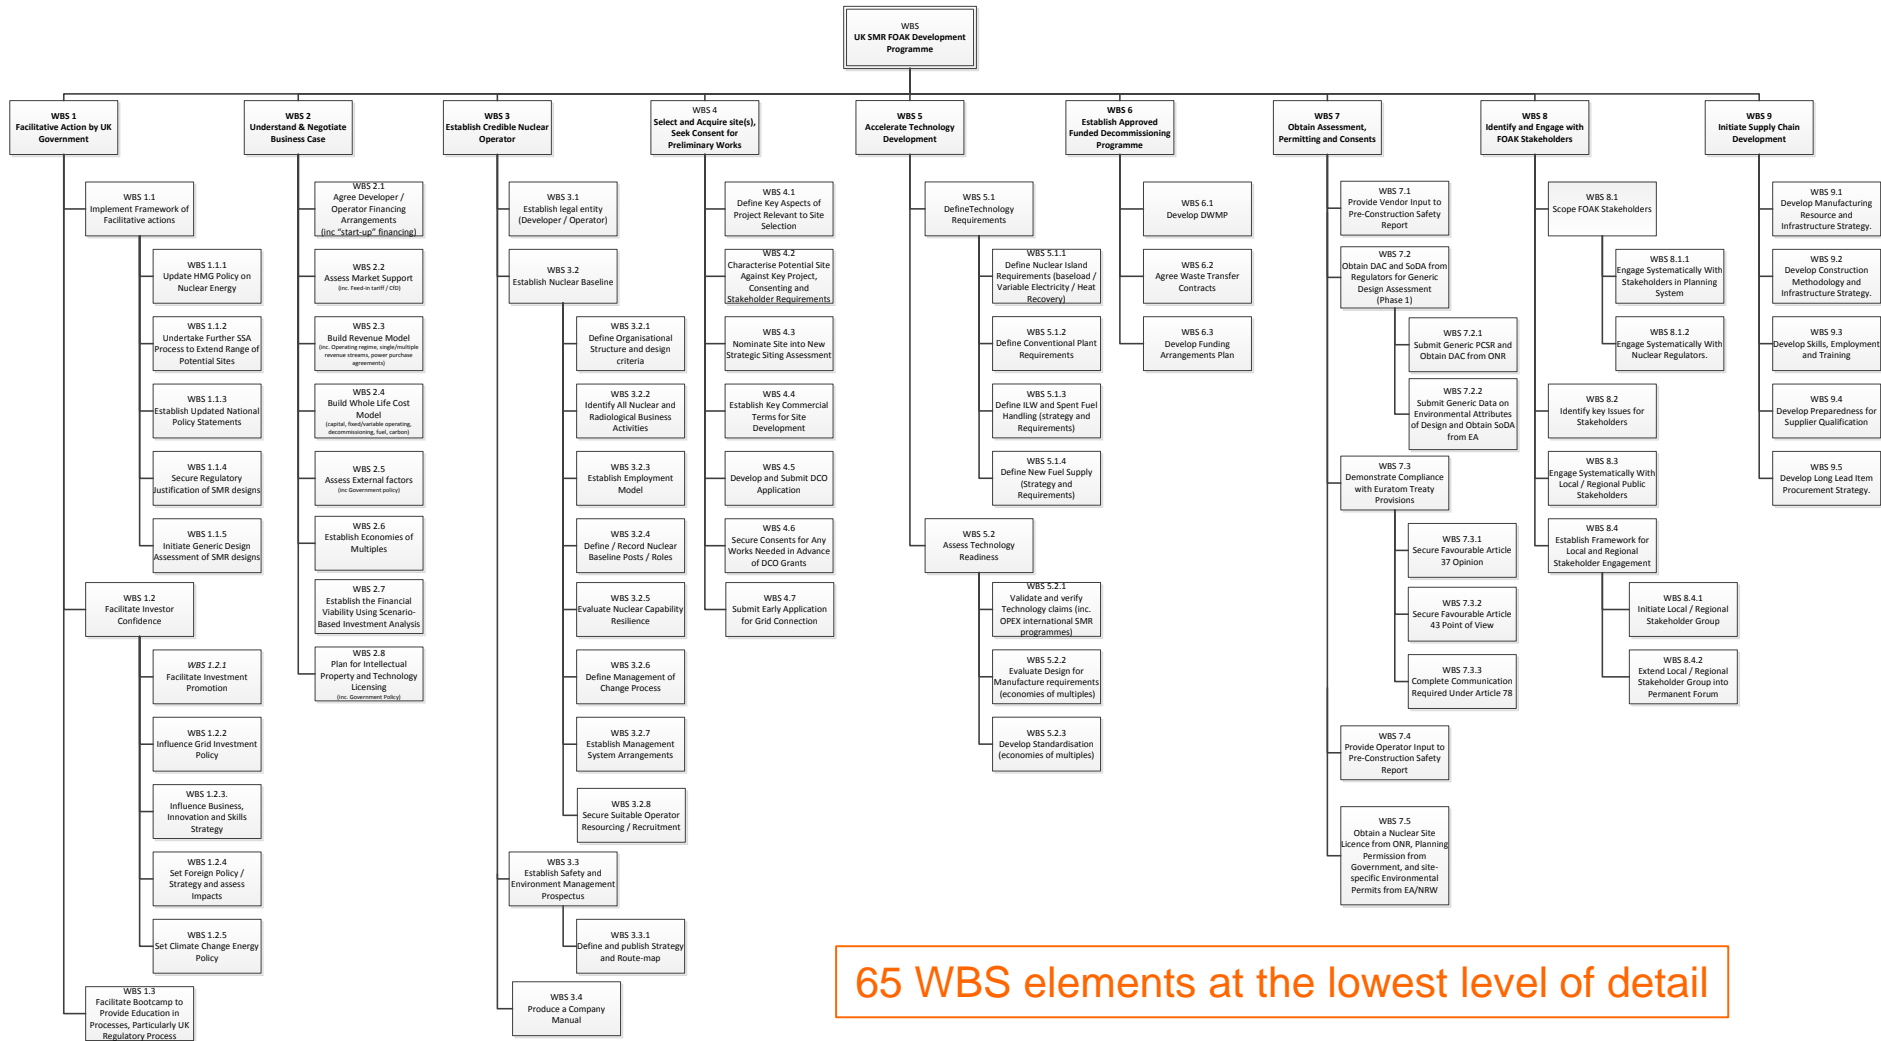 WBS
UK SMR FOAK Development
Programme
WBS 1
Facilitative Action by UK
Government
WBS 1.1
Implement Framework of
Facilitative actions
WBS 1.1.1
Update HMG Policy on
Nuclear Energy
WBS 1.1.2
Undertake Further SSA
Process to Extend Range of
Potential Sites
WBS 1.1.3
Establish Updated National
Policy Statements
WBS 1.1.4
Secure Regulatory
Justification of SMR designs
WBS 1.1.5
Initiate Generic Design
Assessment of SMR designs
WBS 1.2
Facilitate Investor
Confidence
WBS 1.2.1
Facilitate Investment
Promotion
WBS 1.2.2
Influence Grid Investment
Policy
WBS 1.2.3.
Influence Business,
Innovation and Skills
Strategy
WBS 1.2.4
Set Foreign Policy /
Strategy and assess
Impacts
WBS 1.2.5
Set Climate Change Energy
Policy
WBS 1.3
Facilitate Bootcamp to
Provide Education in
Processes, Particularly UK
Regulatory Process
WBS 2
Understand & Negotiate
Business Case
WBS 2.1
Agree Developer /
Operator Financing
Arrangements
(inc "start-up" financing)
WBS 2.2
Assess Market Support
(inc. Feed-in tariff / CfD)
WBS 2.3
Build Revenue Model
(inc. Operating regime, single/multiple
revenue streams, power purchase
agreements)
WBS 2.4
Build Whole Life Cost
Model
(capital, fixed/variable operating,
decommissioning, fuel, carbon)
WBS 2.5
Assess External factors
(inc Government policy)
WBS 2.6
Establish Economies of
Multiples
WBS 2.7
Establish the Financial
Viability Using Scenario-
Based Investment Analysis
WBS 2.8
Plan for Intellectual
Property and Technology
Licensing
(inc. Government Policy)
WBS 3
Establish Credible Nuclear
Operator
WBS 3.1
Establish legal entity
(Developer / Operator)
WBS 3.2
Establish Nuclear Baseline
WBS 3.2.1
Define Organisational
Structure and design
criteria
WBS 3.2.2
Identify All Nuclear and
Radiological Business
Activities
WBS 3.2.3
Establish Employment
Model
WBS 3.2.4
Define / Record Nuclear
Baseline Posts / Roles
WBS 3.2.5
Evaluate Nuclear Capability
Resilience
WBS 3.2.6
Define Management of
Change Process
WBS 3.2.7
Establish Management
System Arrangements
WBS 3.2.8
Secure Suitable Operator
Resourcing / Recruitment
WBS 3.3
Establish Safety and
Environment Management
Prospectus
WBS 3.3.1
Define and publish Strategy
and Route-map
WBS 3.4
Produce a Company
Manual
WBS 4
Select and Acquire site(s),
Seek Consent for
Preliminary Works
WBS 4.1
Define Key Aspects of
Project Relevant to Site
Selection
WBS 4.2
Characterise Potential Site
Against Key Project,
Consenting and
Stakeholder Requirements
WBS 4.3
Nominate Site into New
Strategic Siting Assessment
WBS 4.4
Establish Key Commercial
Terms for Site
Development
WBS 4.5
Develop and Submit DCO
Application
WBS 4.6
Secure Consents for Any
Works Needed in Advance
of DCO Grants
WBS 4.7
Submit Early Application
for Grid Connection
WBS 5
Accelerate Technology
Development
WBS 5.1
DefineTechnology
Requirements
WBS 5.1.1
Define Nuclear Island
Requirements (baseload /
Variable Electricity / Heat
Recovery)
WBS 5.1.2
Define Conventional Plant
Requirements
WBS 5.1.3
Define ILW and Spent Fuel
Handling (strategy and
Requirements)
WBS 5.1.4
Define New Fuel Supply
(Strategy and
Requirements)
WBS 5.2
Assess Technology
Readiness
WBS 5.2.1
Validate and verify
Technology claims (inc.
OPEX international SMR
programmes)
WBS 5.2.2
Evaluate Design for
Manufacture requirements
(economies of multiples)
WBS 5.2.3
Develop Standardisation
(economies of multiples)
WBS 6
Establish Approved
Funded Decommissioning
Programme
WBS 6.1
Develop DWMP
WBS 6.2
Agree Waste Transfer
Contracts
WBS 6.3
Develop Funding
Arrangements Plan
WBS 7
Obtain Assessment,
Permitting and Consents
WBS 7.1
Provide Vendor Input to
Pre-Construction Safety
Report
WBS 7.2
Obtain DAC and SoDA from
Regulators for Generic
Design Assessment
(Phase 1)
WBS 7.2.1
Submit Generic PCSR and
Obtain DAC from ONR
WBS 7.2.2
Submit Generic Data on
Environmental Attributes
of Design and Obtain SoDA
from EA
WBS 7.3
Demonstrate Compliance
with Euratom Treaty
Provisions
WBS 7.3.1
Secure Favourable Article
37 Opinion
WBS 7.3.2
Secure Favourable Article
43 Point of View
WBS 7.3.3
Complete Communication
Required Under Article 78
WBS 7.4
Provide Operator Input to
Pre-Construction Safety
Report
WBS 7.5
Obtain a Nuclear Site
Licence from ONR, Planning
Permission from
Government, and site-
specific Environmental
Permits from EA/NRW
WBS 8
Identify and Engage with
FOAK Stakeholders
WBS 8.1
Scope FOAK Stakeholders
WBS 8.1.1
Engage Systematically With
Stakeholders in Planning
System
WBS 8.1.2
Engage Systematically With
Nuclear Regulators.
WBS 8.2
Identify key Issues for
Stakeholders
WBS 8.3
Engage Systematically With
Local / Regional Public
Stakeholders
WBS 8.4
Establish Framework for
Local and Regional
Stakeholder Engagement
WBS 8.4.1
Initiate Local / Regional
Stakeholder Group
WBS 8.4.2
Extend Local / Regional
Stakeholder Group into
Permanent Forum
WBS 9
Initiate Supply Chain
Development
WBS 9.1
Develop Manufacturing
Resource and
Infrastructure Strategy.
WBS 9.2
Develop Construction
Methodology and
Infrastructure Strategy.
WBS 9.3
Develop Skills, Employment
and Training
WBS 9.4
Develop Preparedness for
Supplier Qualification
WBS 9.5
Develop Long Lead Item
Procurement Strategy.
65 WBS elements at the lowest level of detail